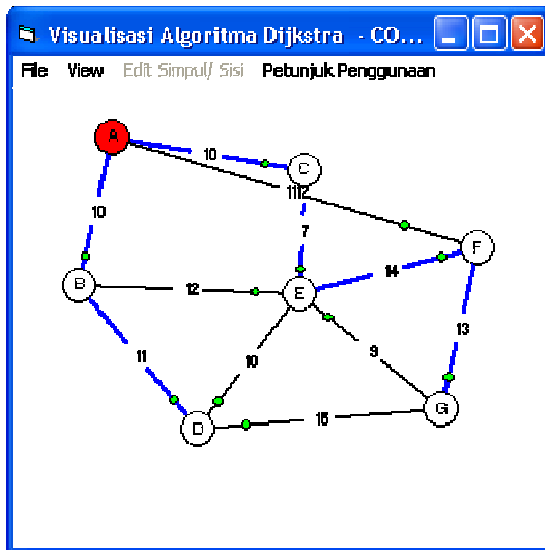 Visualisasi Algoritma Dijkstra - CO...
File View Edit Simpul/ Sisi Petunjuk Penggunaan
A
10
C
1112
10
7
F
B
12
E
14
13
11
10
9
D
15
G